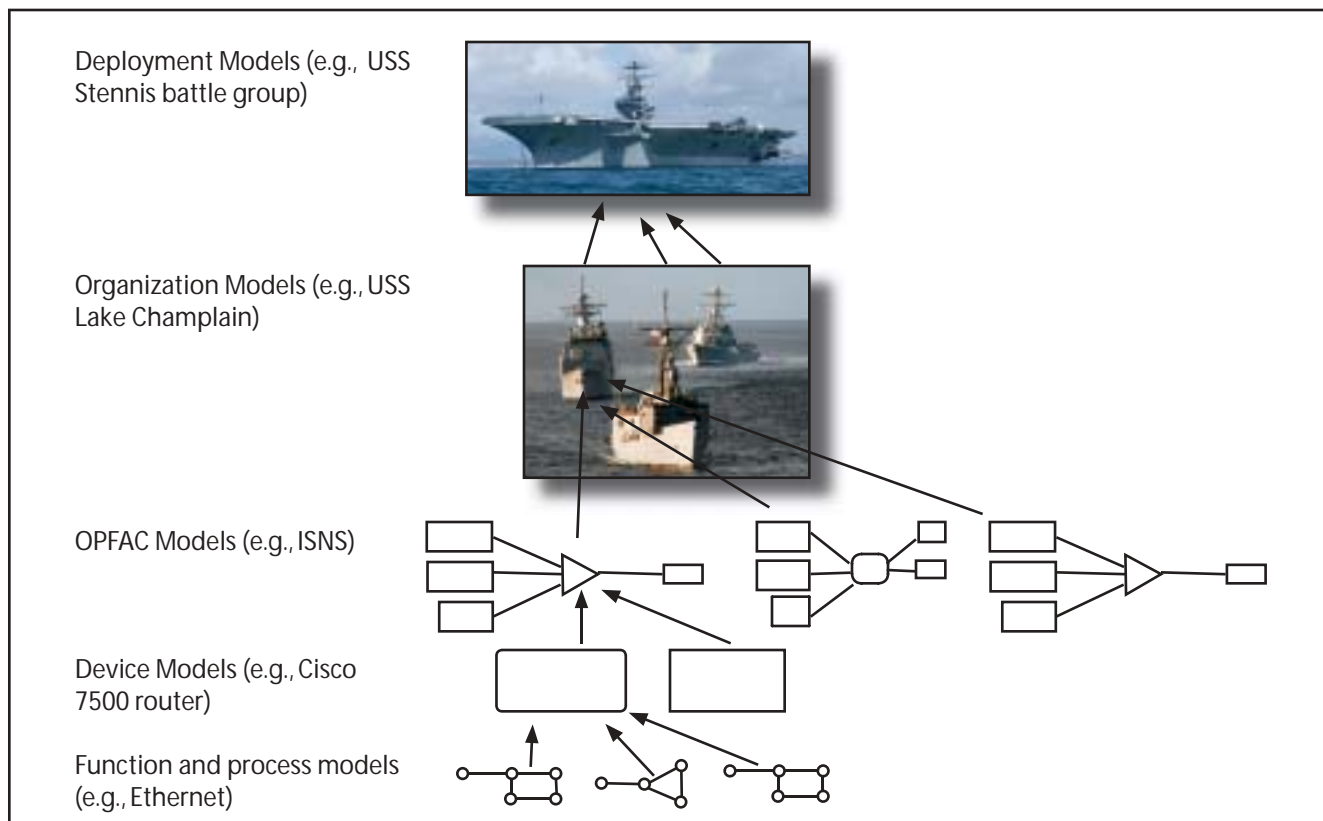 Deployment Models (e.g., USS
Stennis battle group)
Organization Models (e.g., USS
Lake Champlain)
OPFAC Models (e.g., ISNS)
Device Models (e.g., Cisco
7500 router)
Function and process models
(e.g., Ethernet)